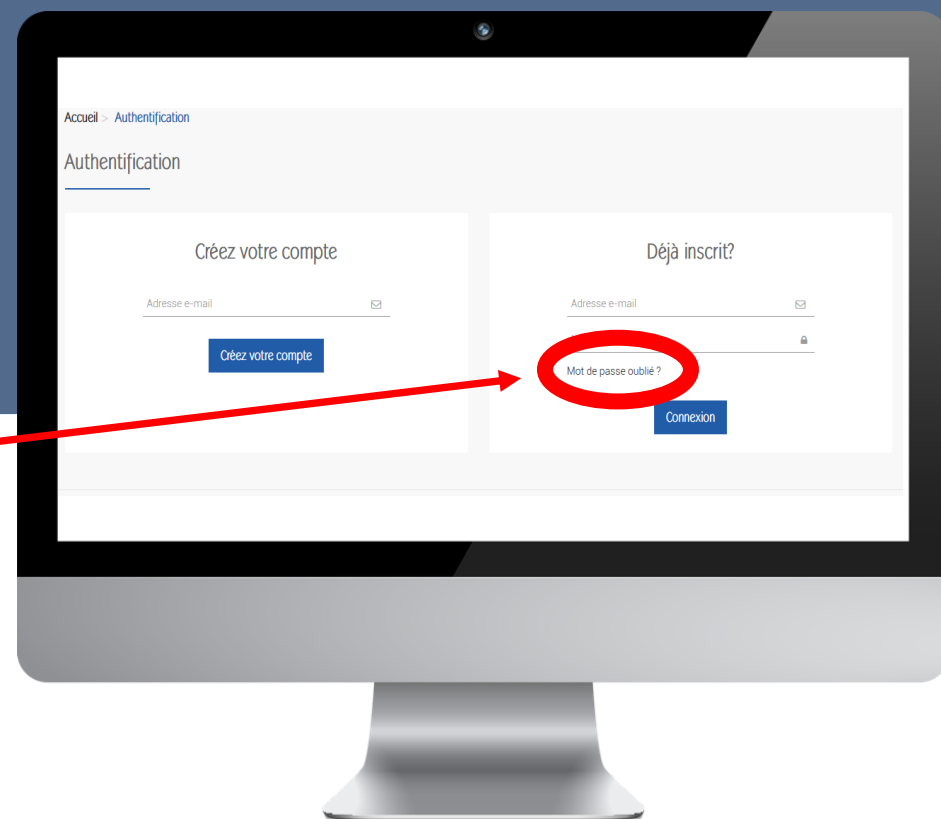 Accueil > Authentification
Authentification
Créez votre compte
Adresse e-mail
Créez votre compte
Déjà inscrit?
Adresse e-mail
Mot de passe oublié ?
Connexion